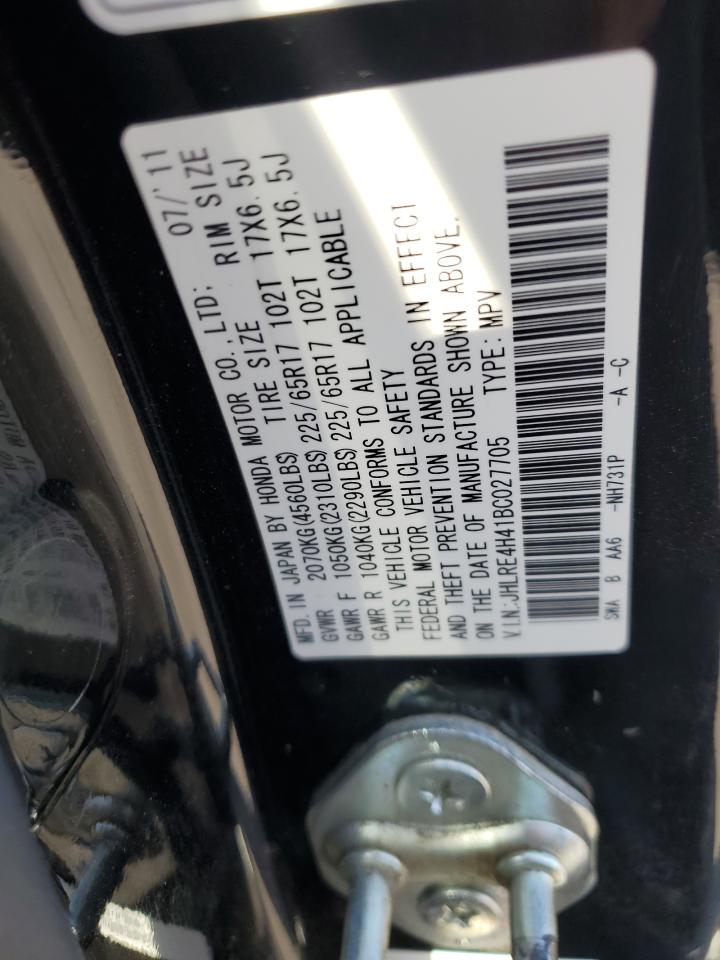 MFD. IN JAPAN BY HONDA MOTOR CO., LTD; 07/'11
GVWR 2070KG(4560LBS) TIRE SIZE RIM SIZE
GAWR F 1050KG(2310LBS) 225/65R17 102T 17X6.5J
GAWR R 1040KG(2290LBS) 225/65R17 102T 17X6.5J
THIS VEHICLE CONFORMS TO ALL APPLICABLE
FEDERAL MOTOR VEHICLE SAFETY
AND THEFT PREVENTION STANDARDS IN EFFECT
ON THE DATE OF MANUFACTURE SHOWN ABOVE.
V.I.N.:JHLRE4H41BC027705 TYPE:MPV
SWA B AA6 -NH731P -A -C